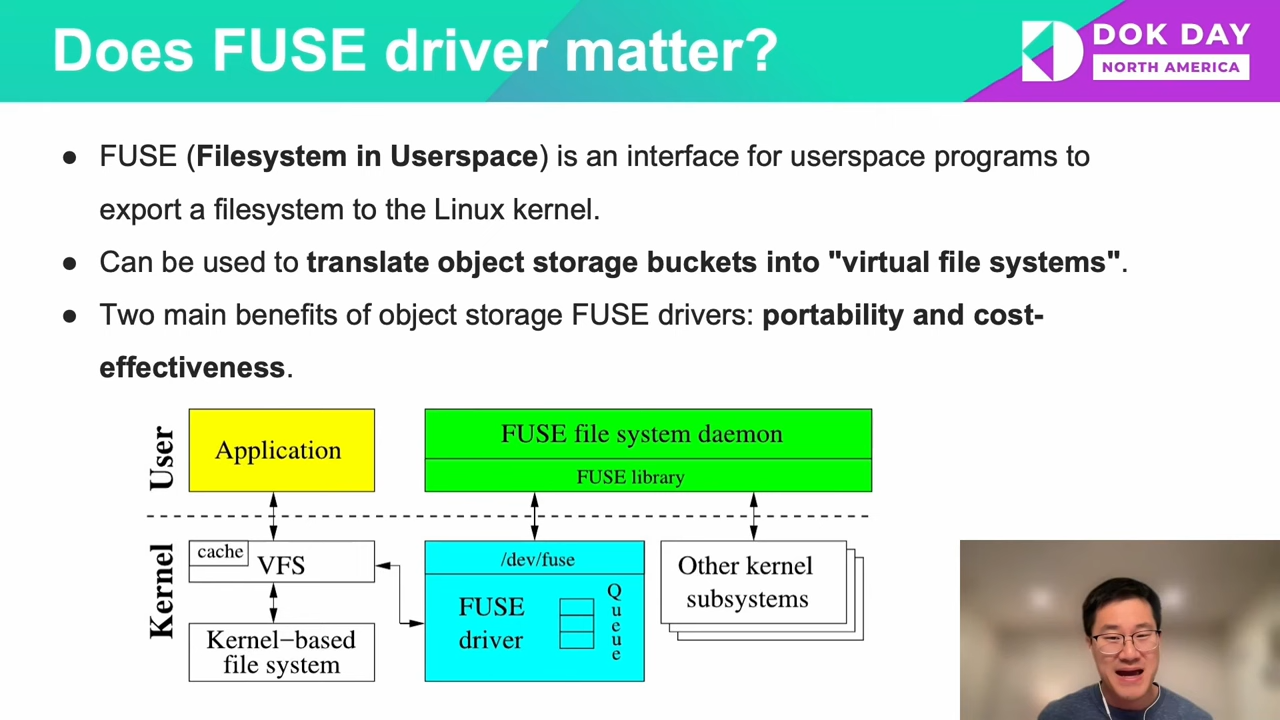 Does FUSE driver matter?
DOK DAY
NORTH AMERICA
● FUSE (Filesystem in Userspace) is an interface for userspace programs to
export a filesystem to the Linux kernel.
● Can be used to translate object storage buckets into "virtual file systems".
● Two main benefits of object storage FUSE drivers: portability and cost-
effectiveness.
User
Application
FUSE file system daemon
FUSE library
Kernel
cache
VFS
Kernel−based
file system
/dev/fuse
FUSE
driver
Queue
Other kernel
subsystems